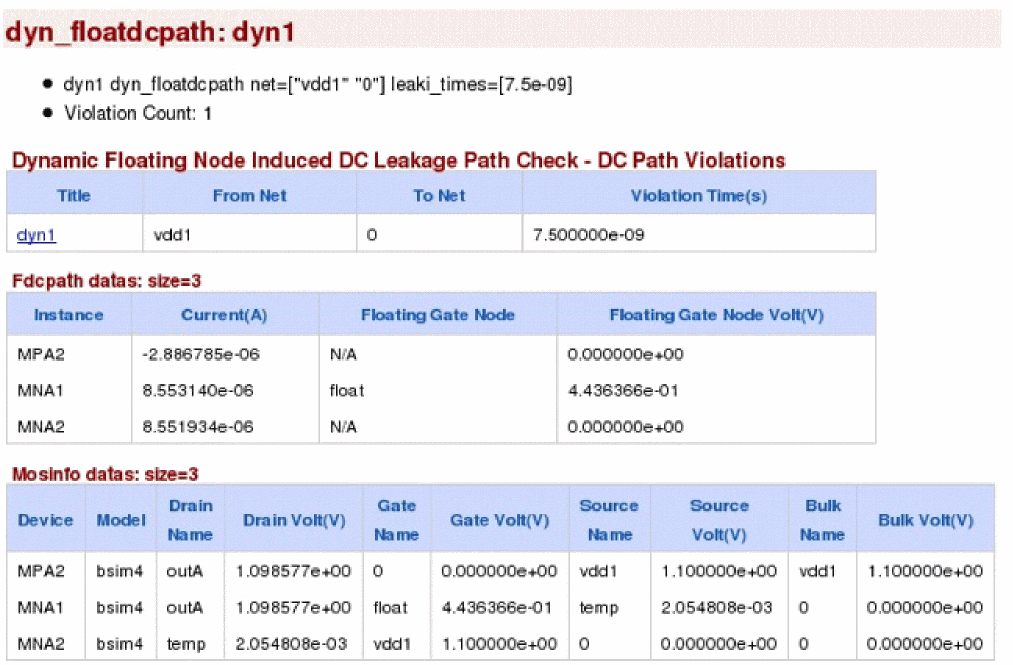 dyn_floatdcpath: dyn1
● dyn1 dyn_floatdcpath net=["vdd1" "0"] leaki_times=[7.5e-09]
● Violation Count: 1
Dynamic Floating Node Induced DC Leakage Path Check - DC Path Violations
Title From Net To Net Violation Time(s)
dyn1 vdd1 0 7.500000e-09
Fdcpath datas: size=3
Instance Current(A) Floating Gate Node Floating Gate Node Volt(V)
MPA2 -2.886785e-06 N/A 0.000000e+00
MNA1 8.553140e-06 float 4.436366e-01
MNA2 8.551934e-06 N/A 0.000000e+00
Mosinfo datas: size=3
Device Model Drain Name Drain Volt(V) Gate Name Gate Volt(V) Source Name Source Volt(V) Bulk Name Bulk Volt(V)
MPA2 bsim4 outA 1.098577e+00 0 0.000000e+00 vdd1 1.100000e+00 vdd1 1.100000e+00
MNA1 bsim4 outA 1.098577e+00 float 4.436366e-01 temp 2.054808e-03 0 0.000000e+00
MNA2 bsim4 temp 2.054808e-03 vdd1 1.100000e+00 0 0.000000e+00 0 0.000000e+00